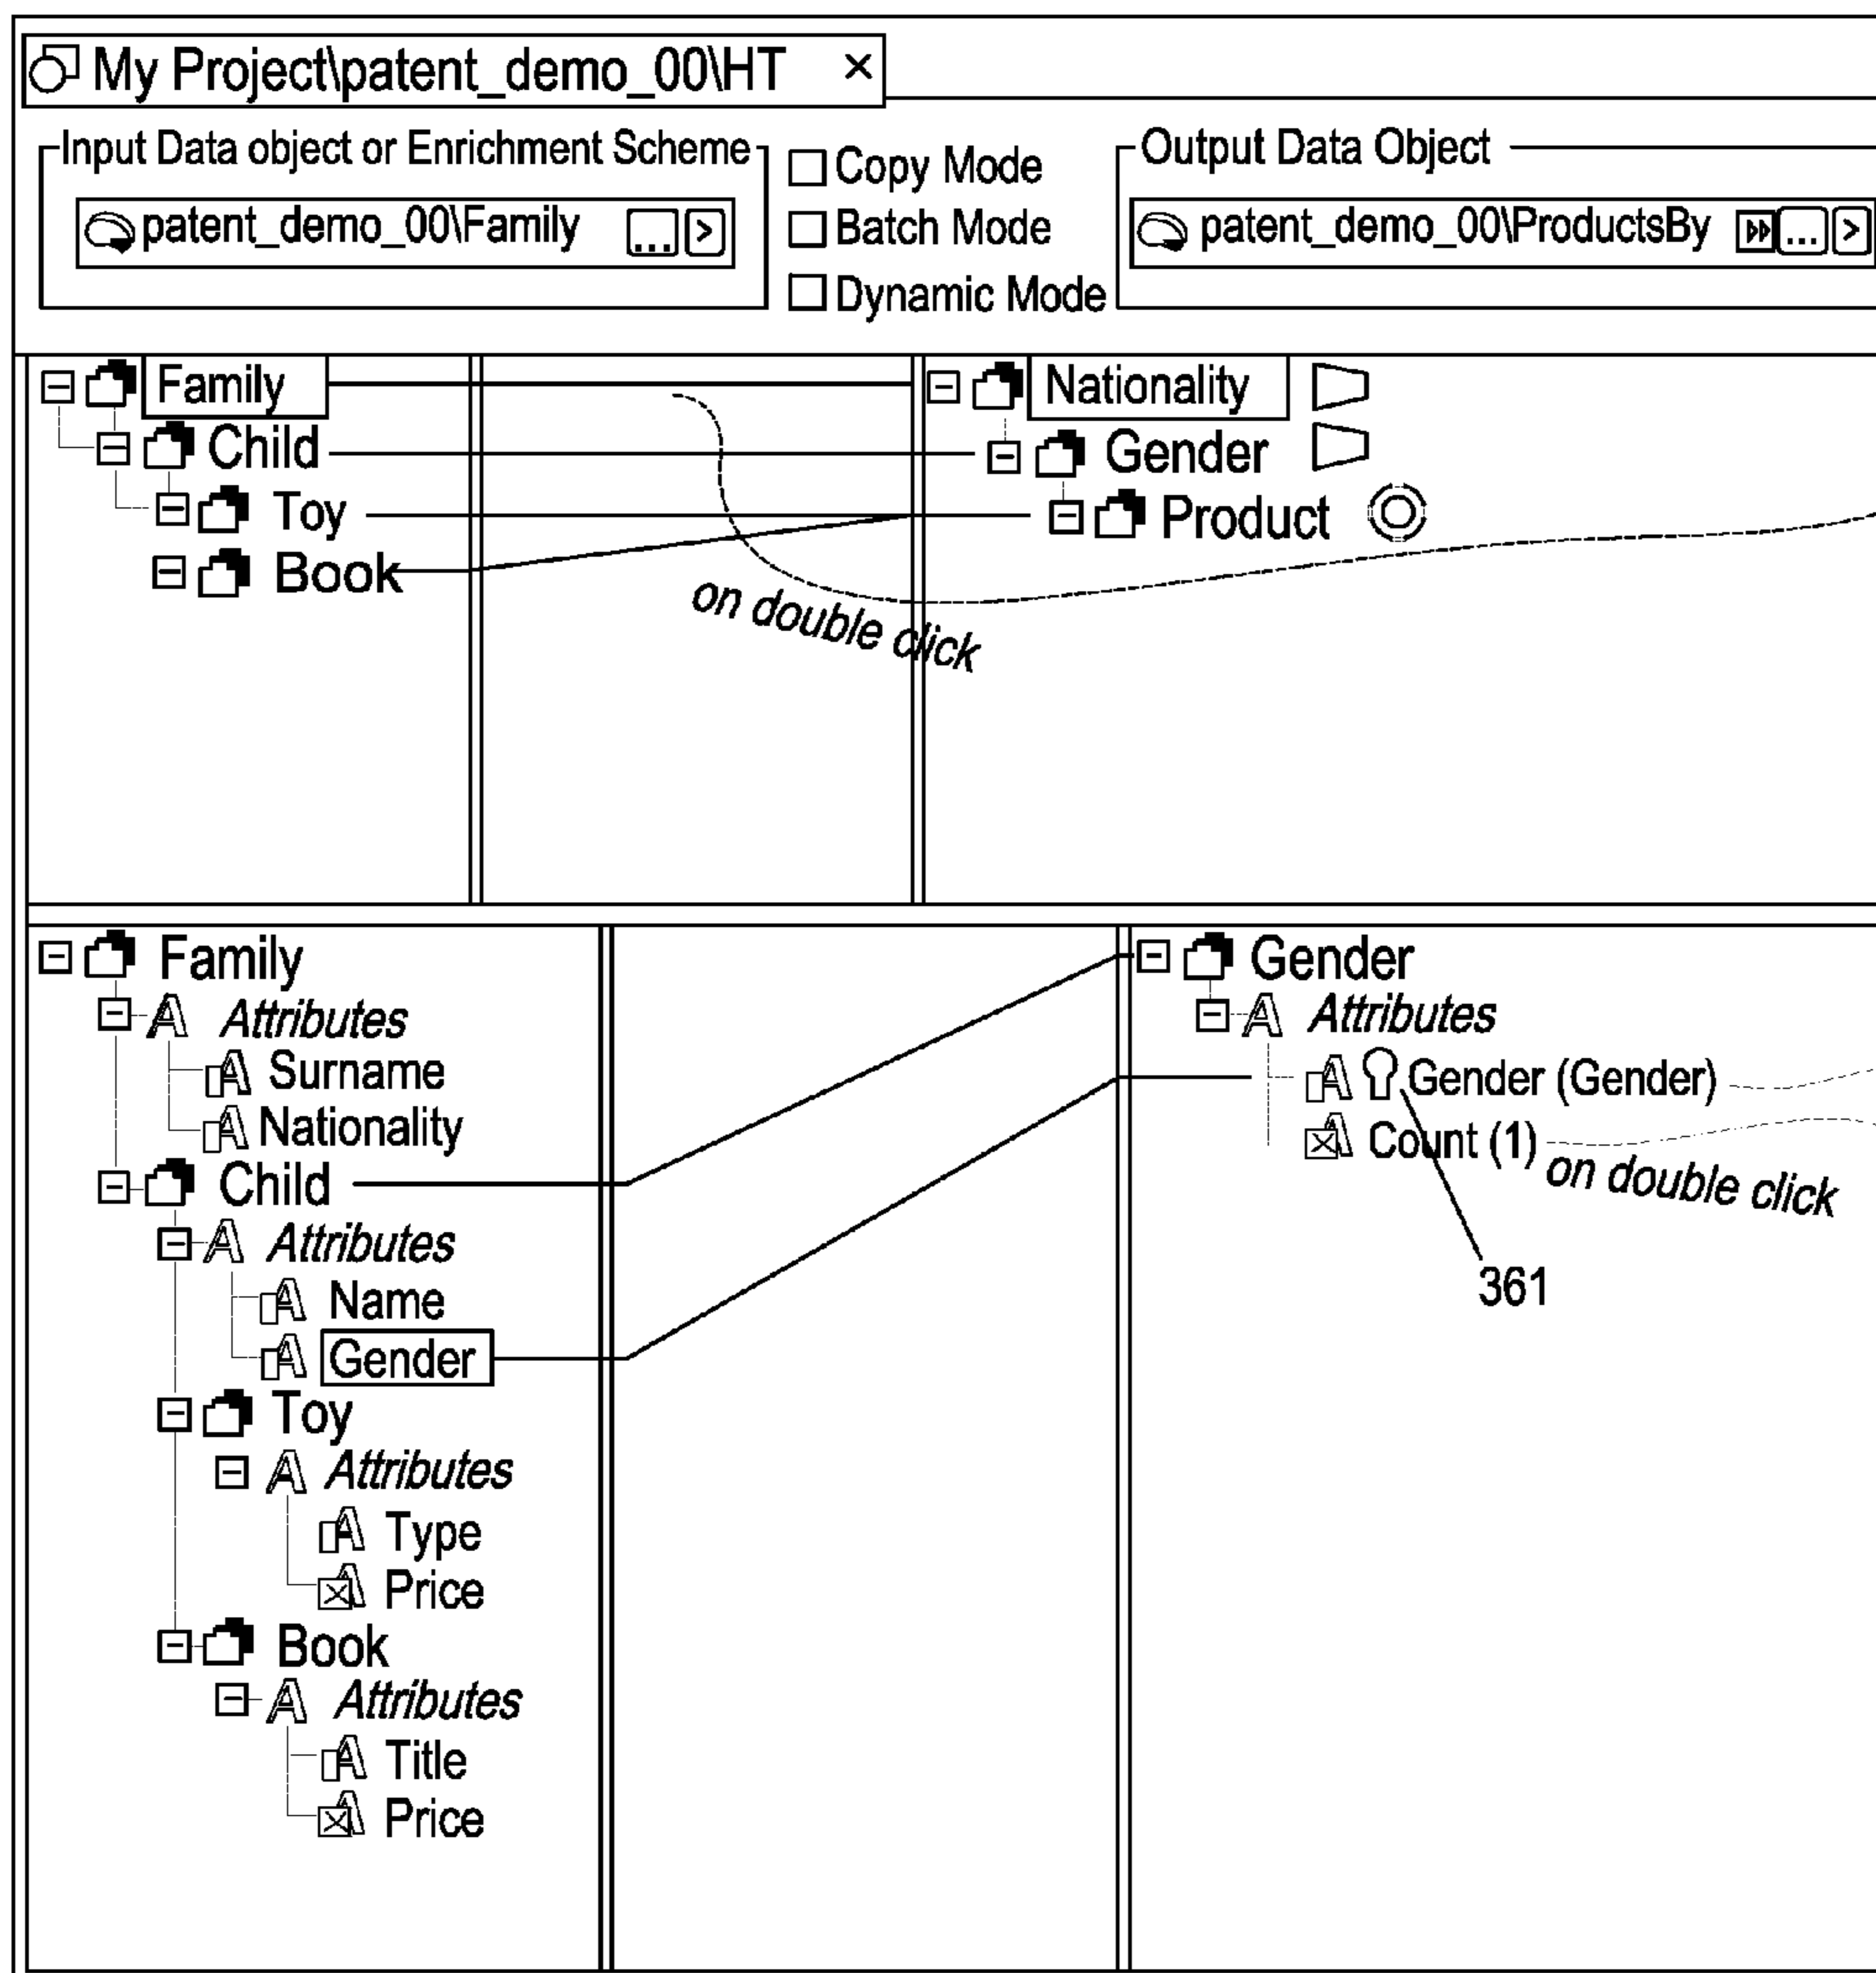 My Project\patent_demo_00\HT ×
Input Data object or Enrichment Scheme
patent_demo_00\Family ... >
Copy Mode
Batch Mode
Dynamic Mode
Output Data Object
patent_demo_00\ProductsBy ... >
Family
Child
Toy
Book
Nationality
Gender
Product
on double click
Family
Attributes
Surname
Nationality
Child
Attributes
Name
Gender
Toy
Attributes
Type
Price
Book
Attributes
Title
Price
Gender
Attributes
Gender (Gender)
Count (1)
on double click
361